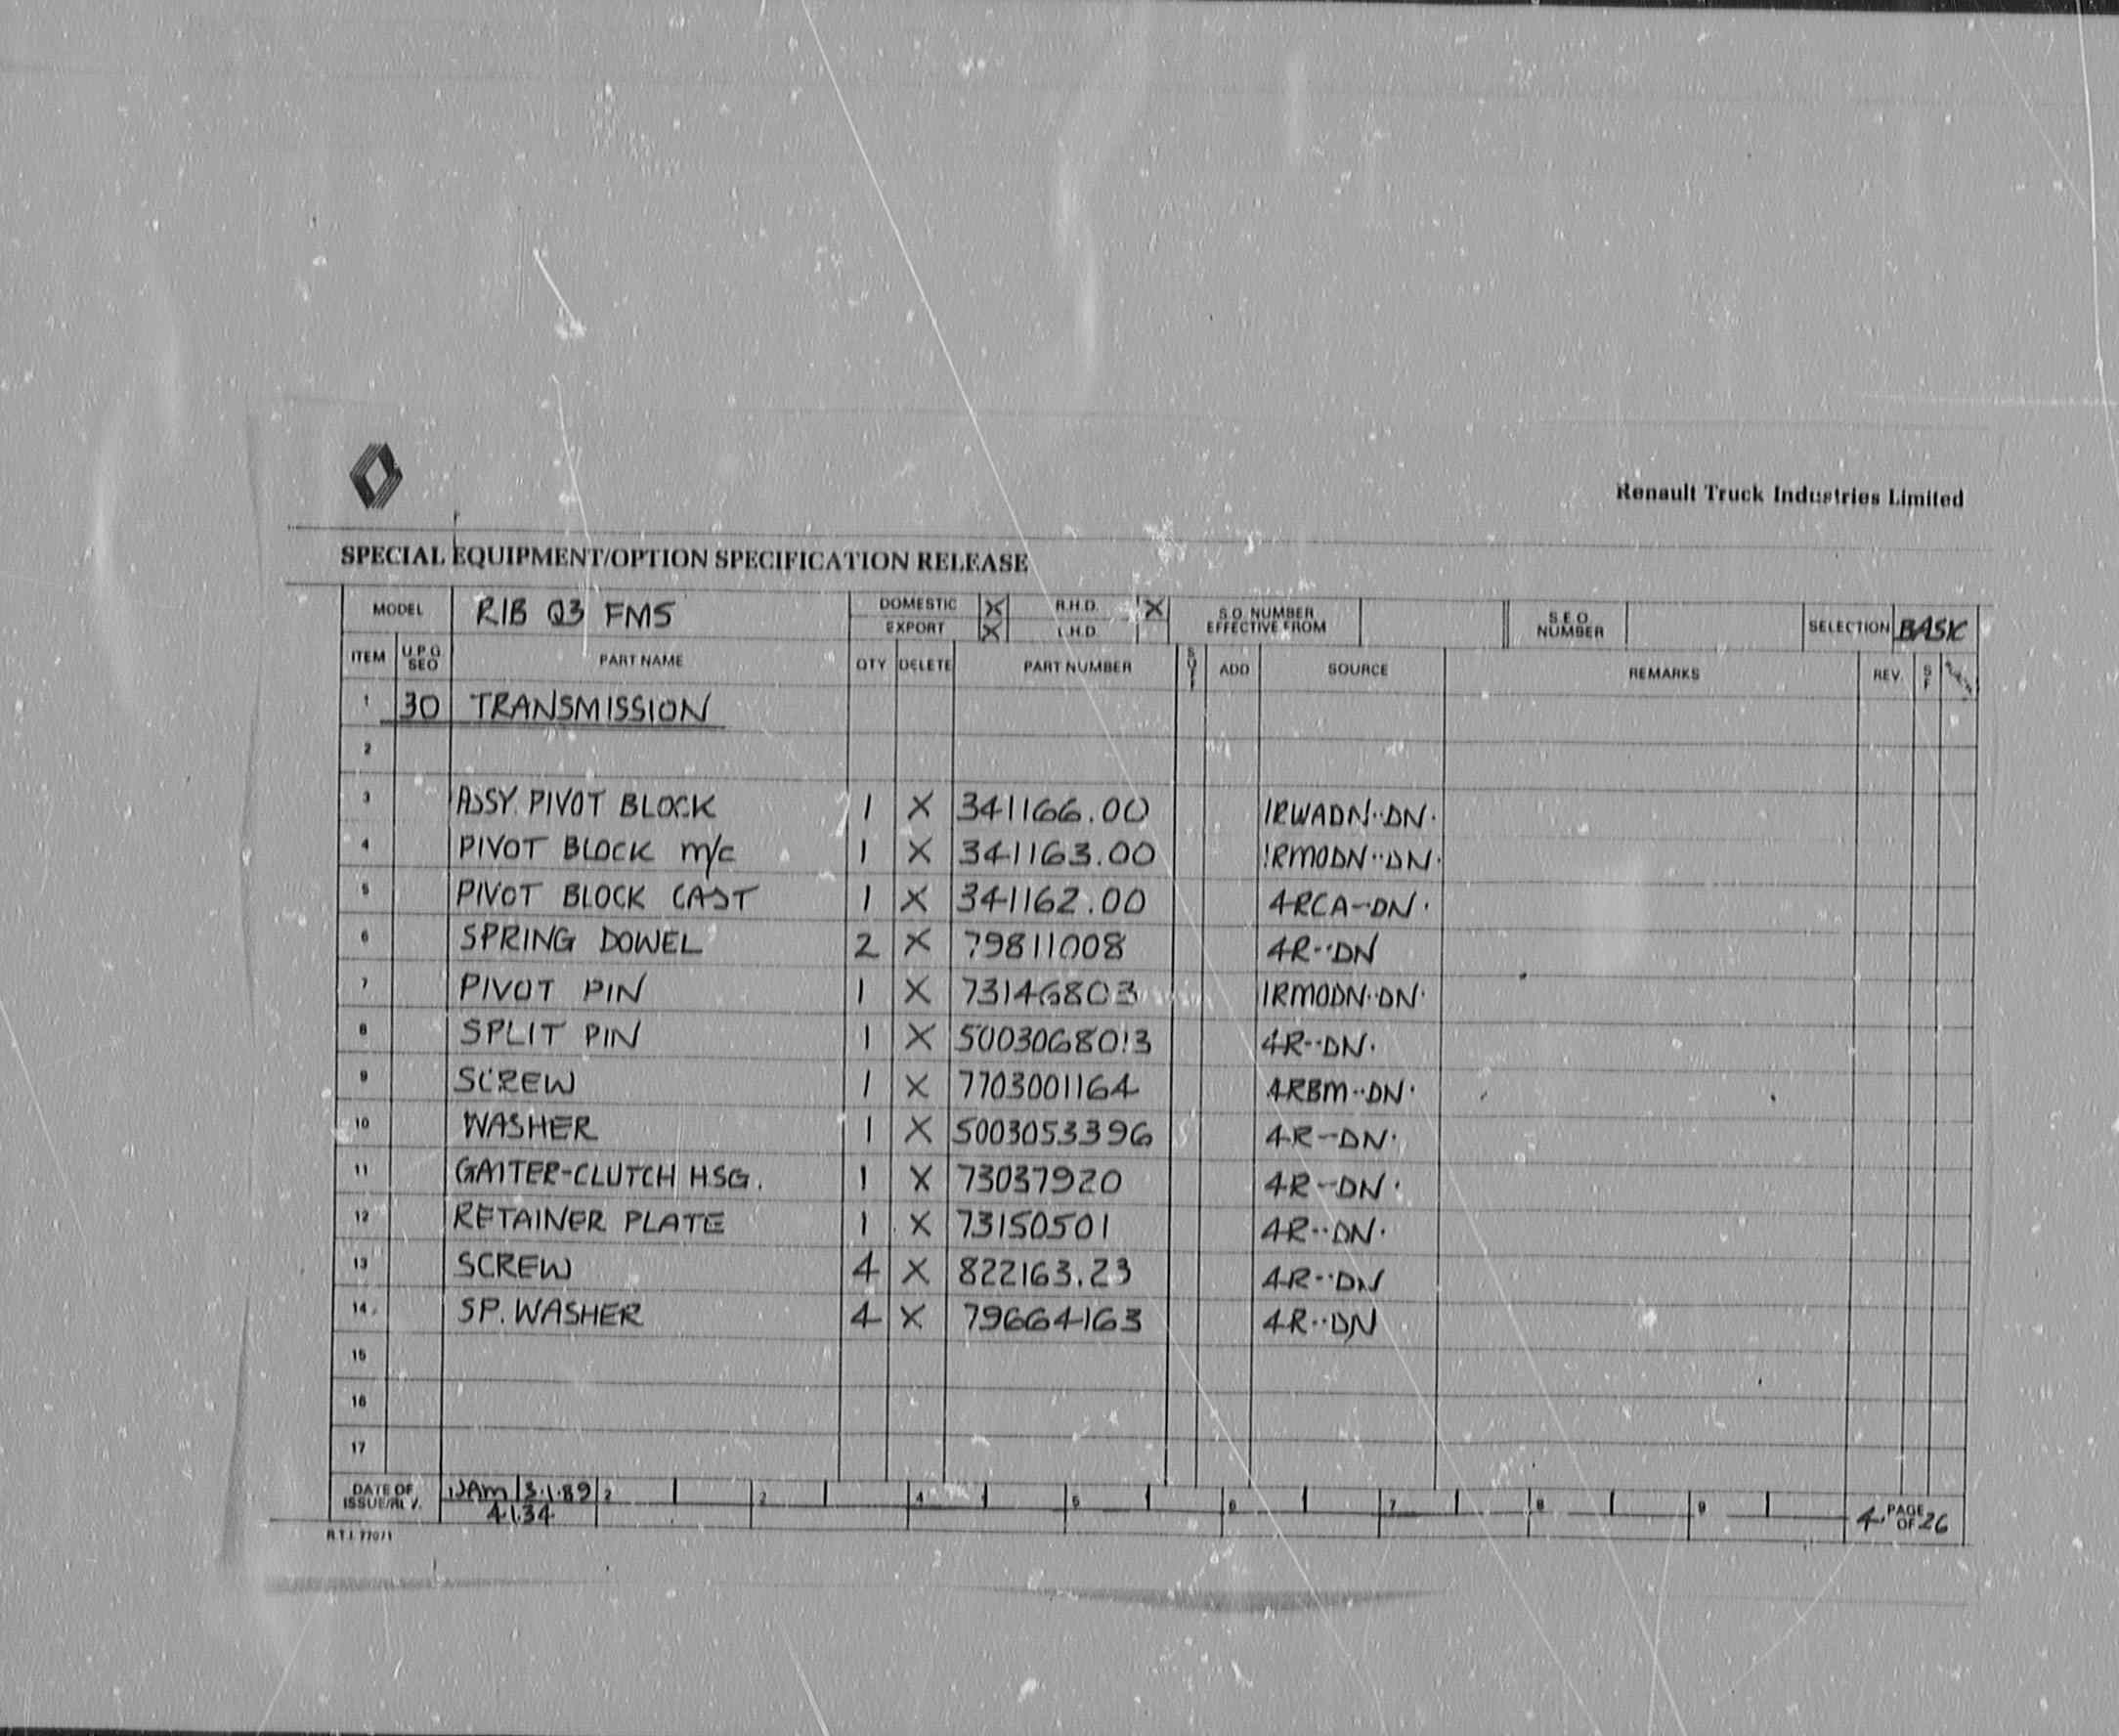 Renault Truck Industries Limited
SPECIAL EQUIPMENT/OPTION SPECIFICATION RELEASE
MODEL RIB Q3 FMS DOMESTIC X R.H.D. X S.O. NUMBER EFFECTIVE FROM S.E.O. NUMBER SELECTION BASIC
EXPORT X L.H.D.
ITEM U.P.G. SEO PART NAME QTY DELETE PART NUMBER ADD SOURCE REMARKS REV. S F
1 30 TRANSMISSION
2
3 ASSY. PIVOT BLOCK 1 X 341166.00 1RWADN··DN·
4 PIVOT BLOCK m/c 1 X 341163.00 1RMODN··DN·
5 PIVOT BLOCK CAST 1 X 341162.00 4RCA--DN·
6 SPRING DOWEL 2 X 79811008 4R··DN
7 PIVOT PIN 1 X 73146803 1RMODN·DN·
8 SPLIT PIN 1 X 5003068013 4R··DN·
9 SCREW 1 X 7703001164 4RBM··DN·
10 WASHER 1 X 5003053396 4R--DN·
11 GAITER-CLUTCH HSG. 1 X 73037920 4R--DN·
12 RETAINER PLATE 1 X 73150501 4R··DN·
13 SCREW 4 X 822163.23 4R··DN
14 SP. WASHER 4 X 79664163 4R··DN
15
16
17
DATE OF ISSUE/REV. JAM 3.1.89 2 3 4 5 6 7 8 9 4 PAGE OF 26
4134
R.T.I. 770/1